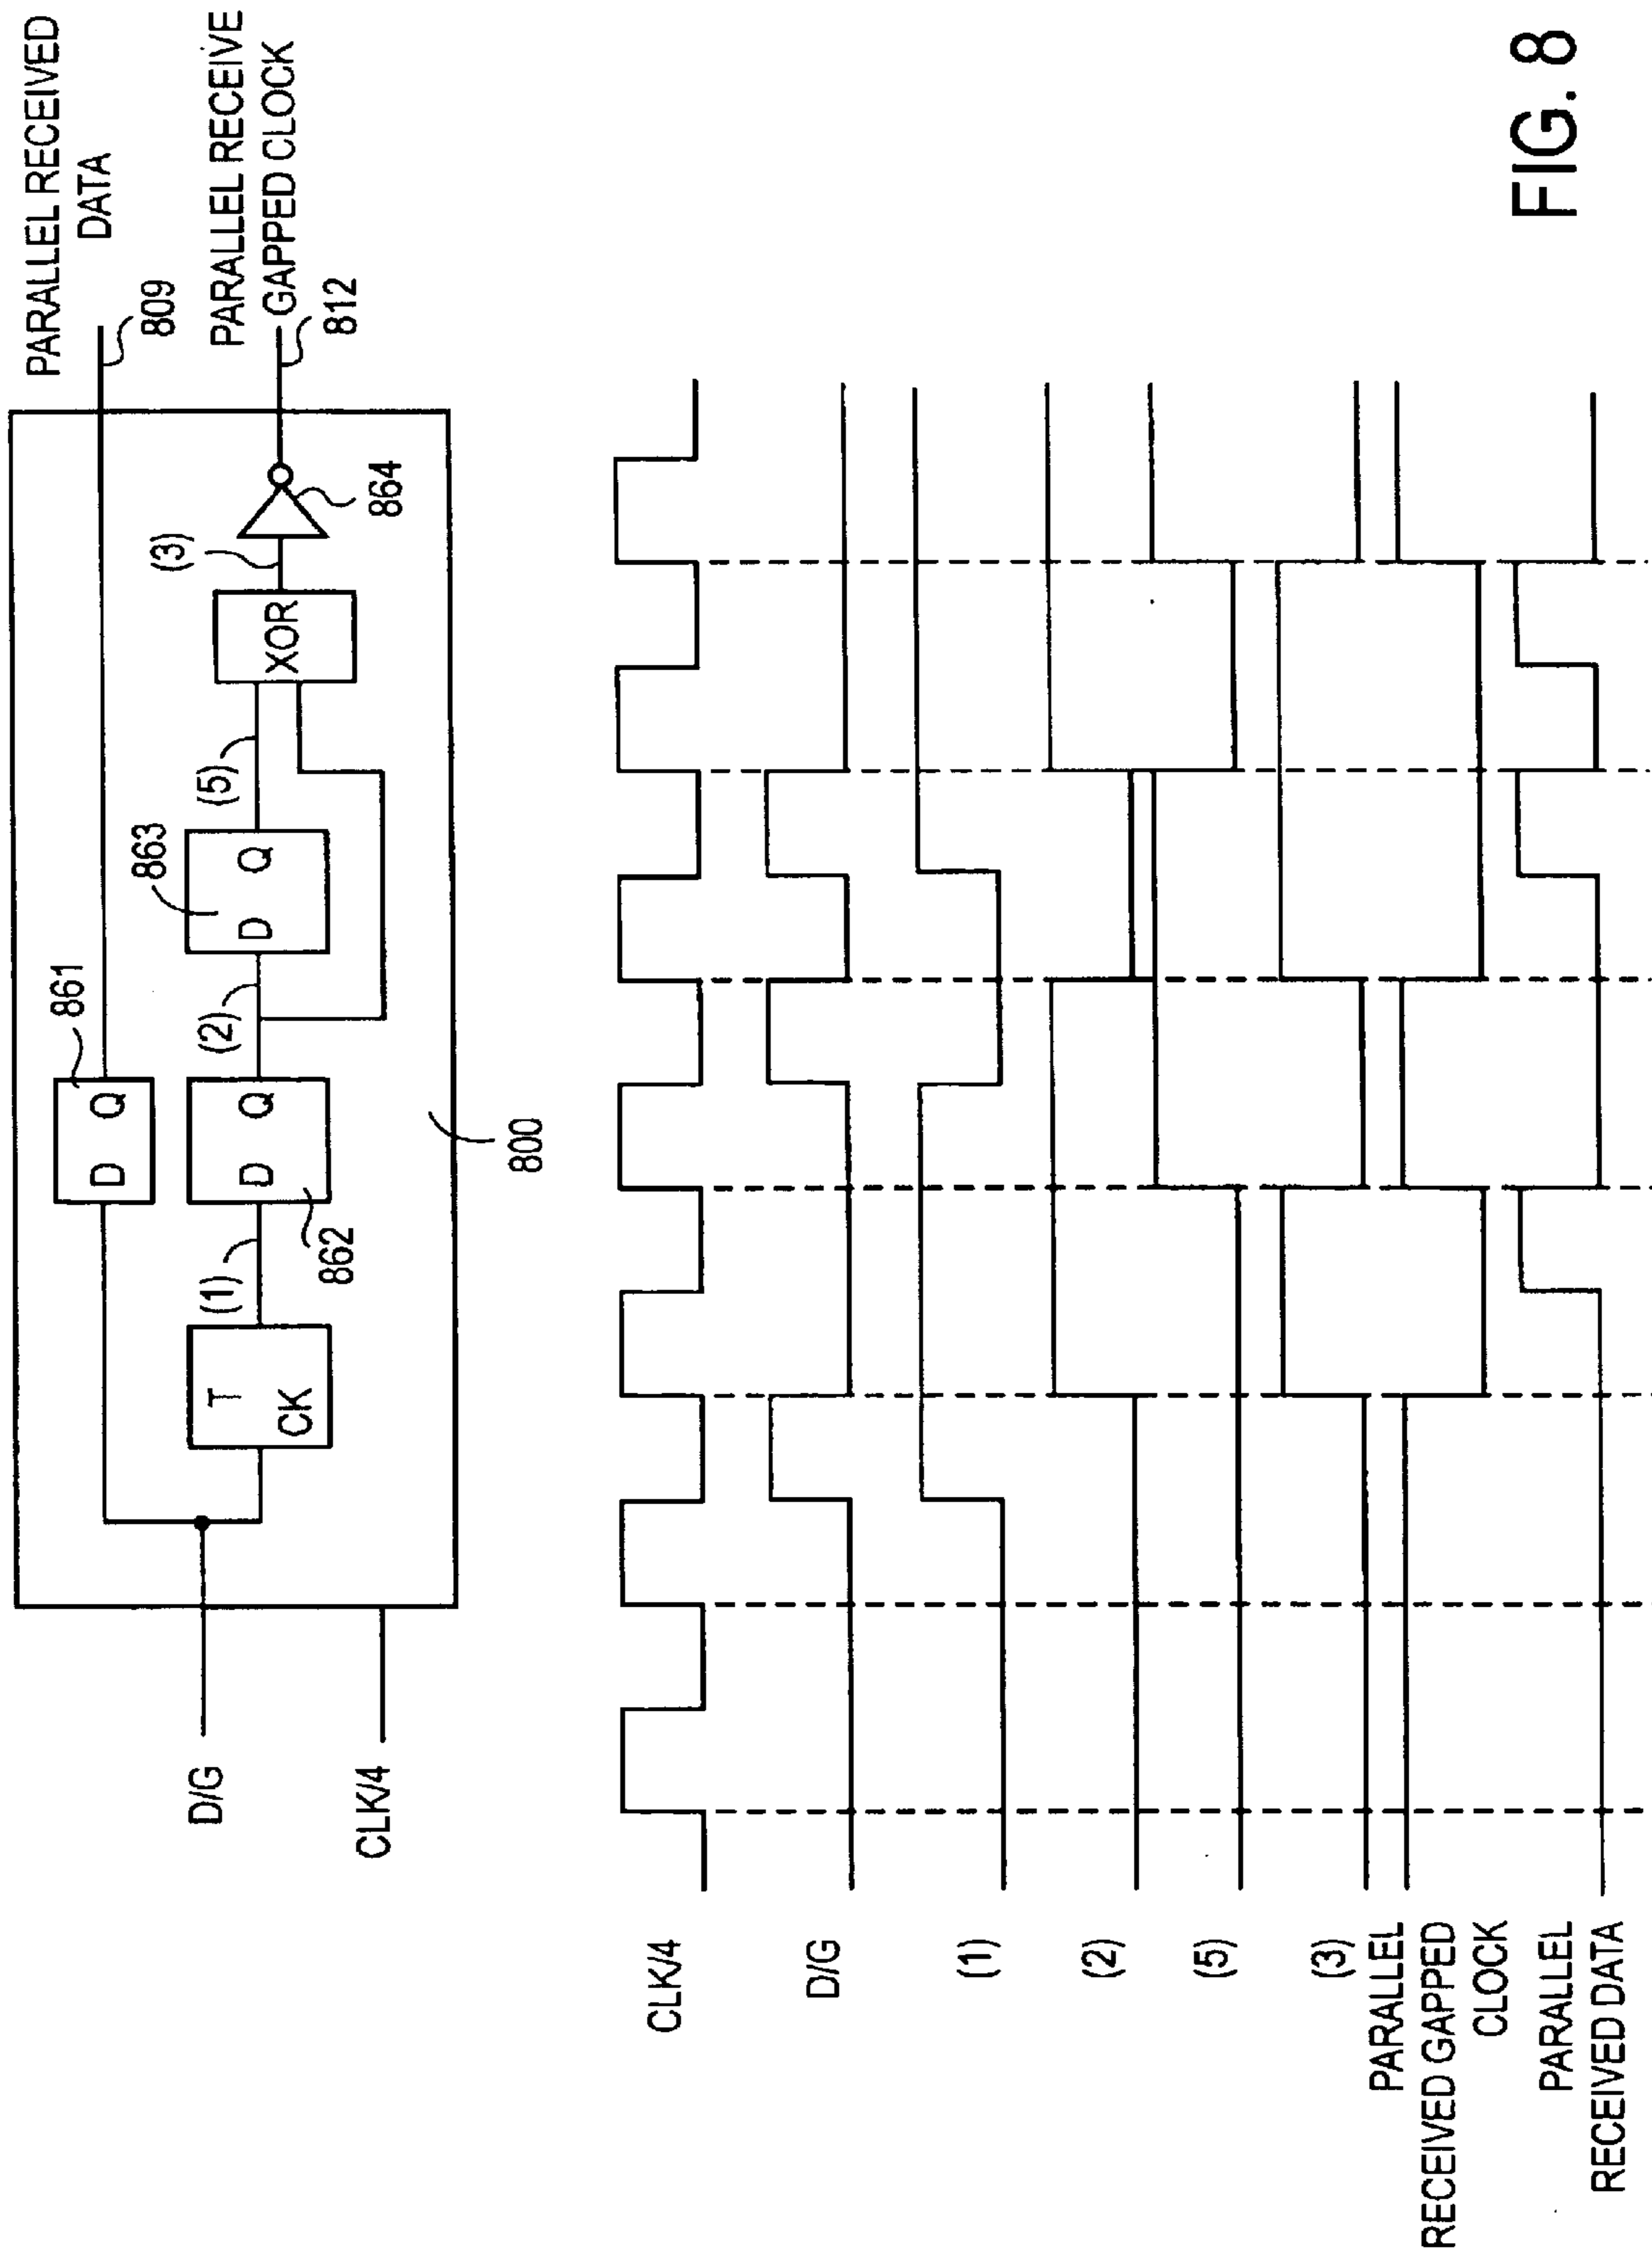 PARALLEL RECEIVED
DATA
809
PARALLEL RECEIVE
GAPPED CLOCK
812
861
D Q
863
(1)
D Q
(2)
D Q
(5)
XOR
(3)
864
T
CK
862
800
D/G
CLK/4
CLK/4
D/G
(1)
(2)
(5)
(3)
PARALLEL
RECEIVED GAPPED
CLOCK
PARALLEL
RECEIVED DATA
FIG. 8